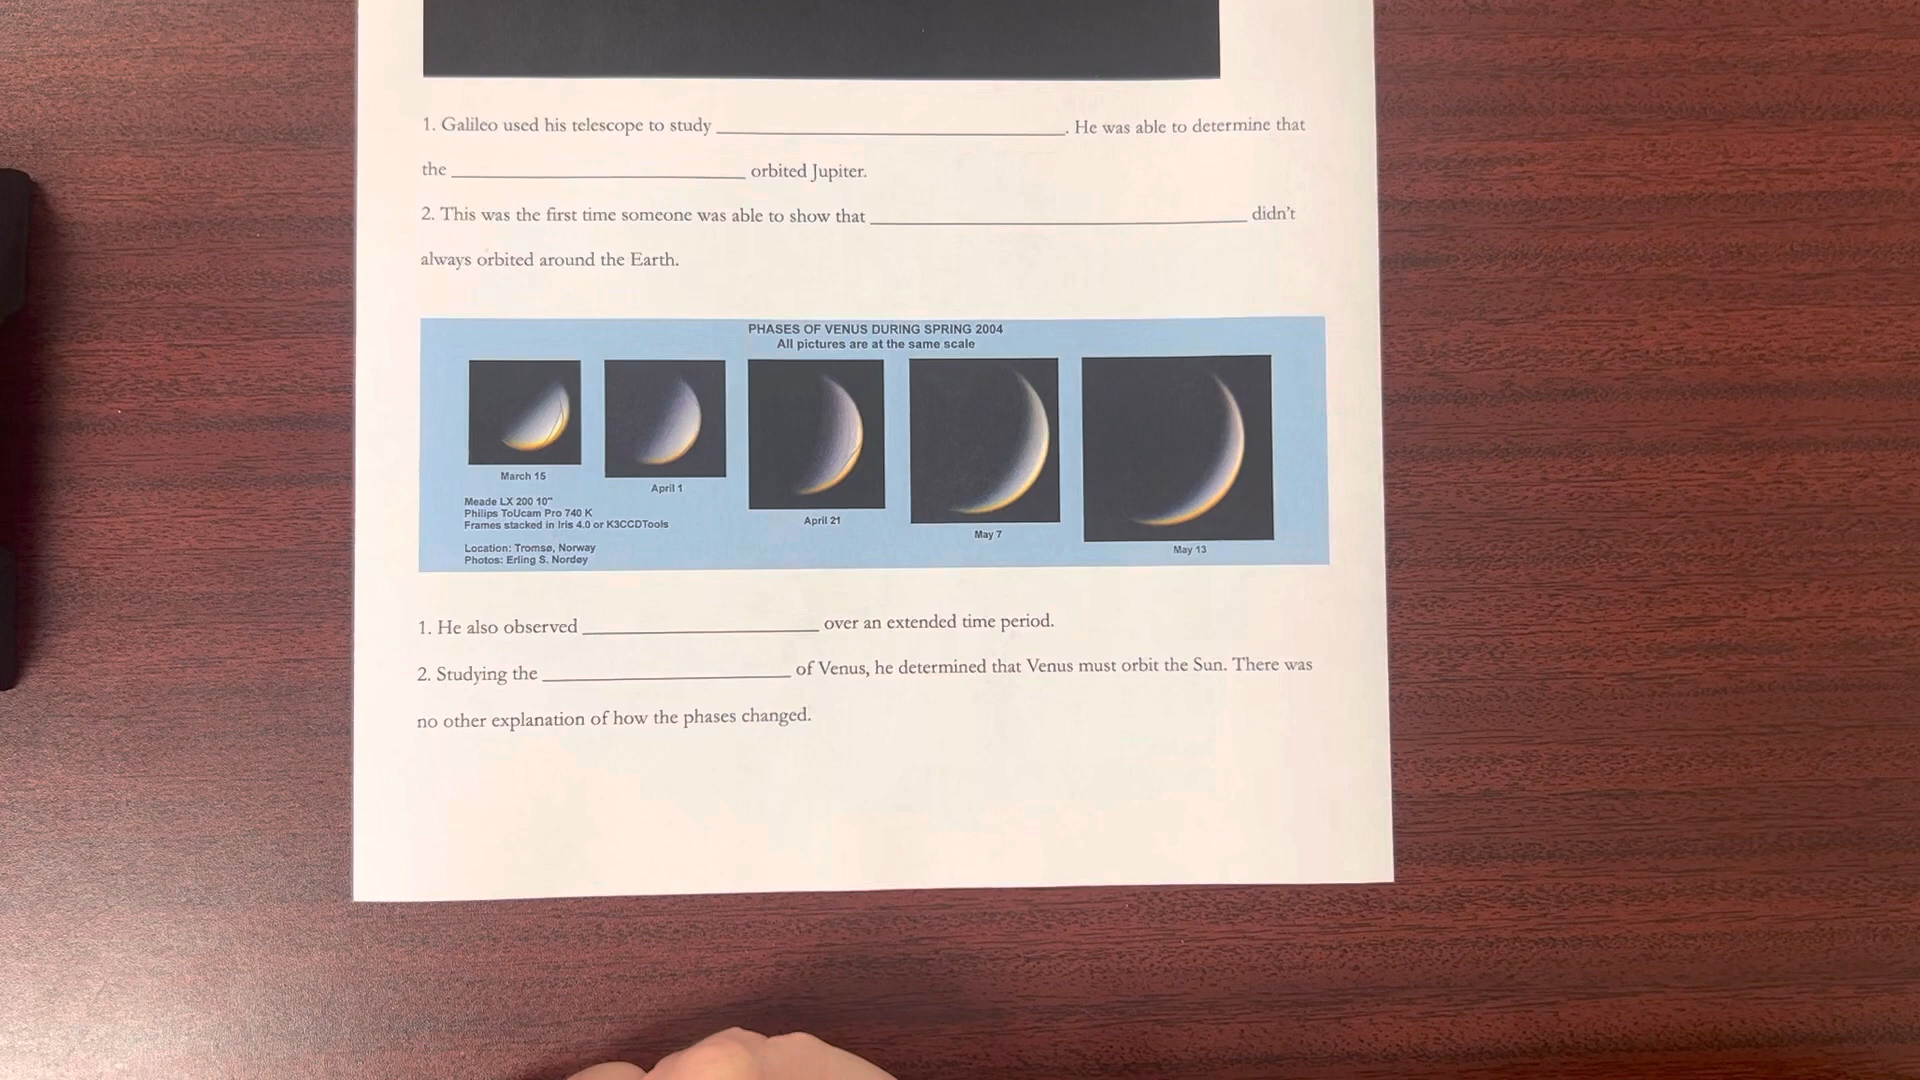 1. Galileo used his telescope to study ____________________. He was able to determine that
the ____________________ orbited Jupiter.
2. This was the first time someone was able to show that ____________________ didn't
always orbited around the Earth.
PHASES OF VENUS DURING SPRING 2004
All pictures are at the same scale
March 15
April 1
April 21
May 7
May 13
Meade LX 200 10"
Philips ToUcam Pro 740 K
Frames stacked in Iris 4.0 or K3CCDTools
Location: Tromsø, Norway
Photos: Erling S. Nordøy
1. He also observed ____________________ over an extended time period.
2. Studying the ____________________ of Venus, he determined that Venus must orbit the Sun. There was
no other explanation of how the phases changed.